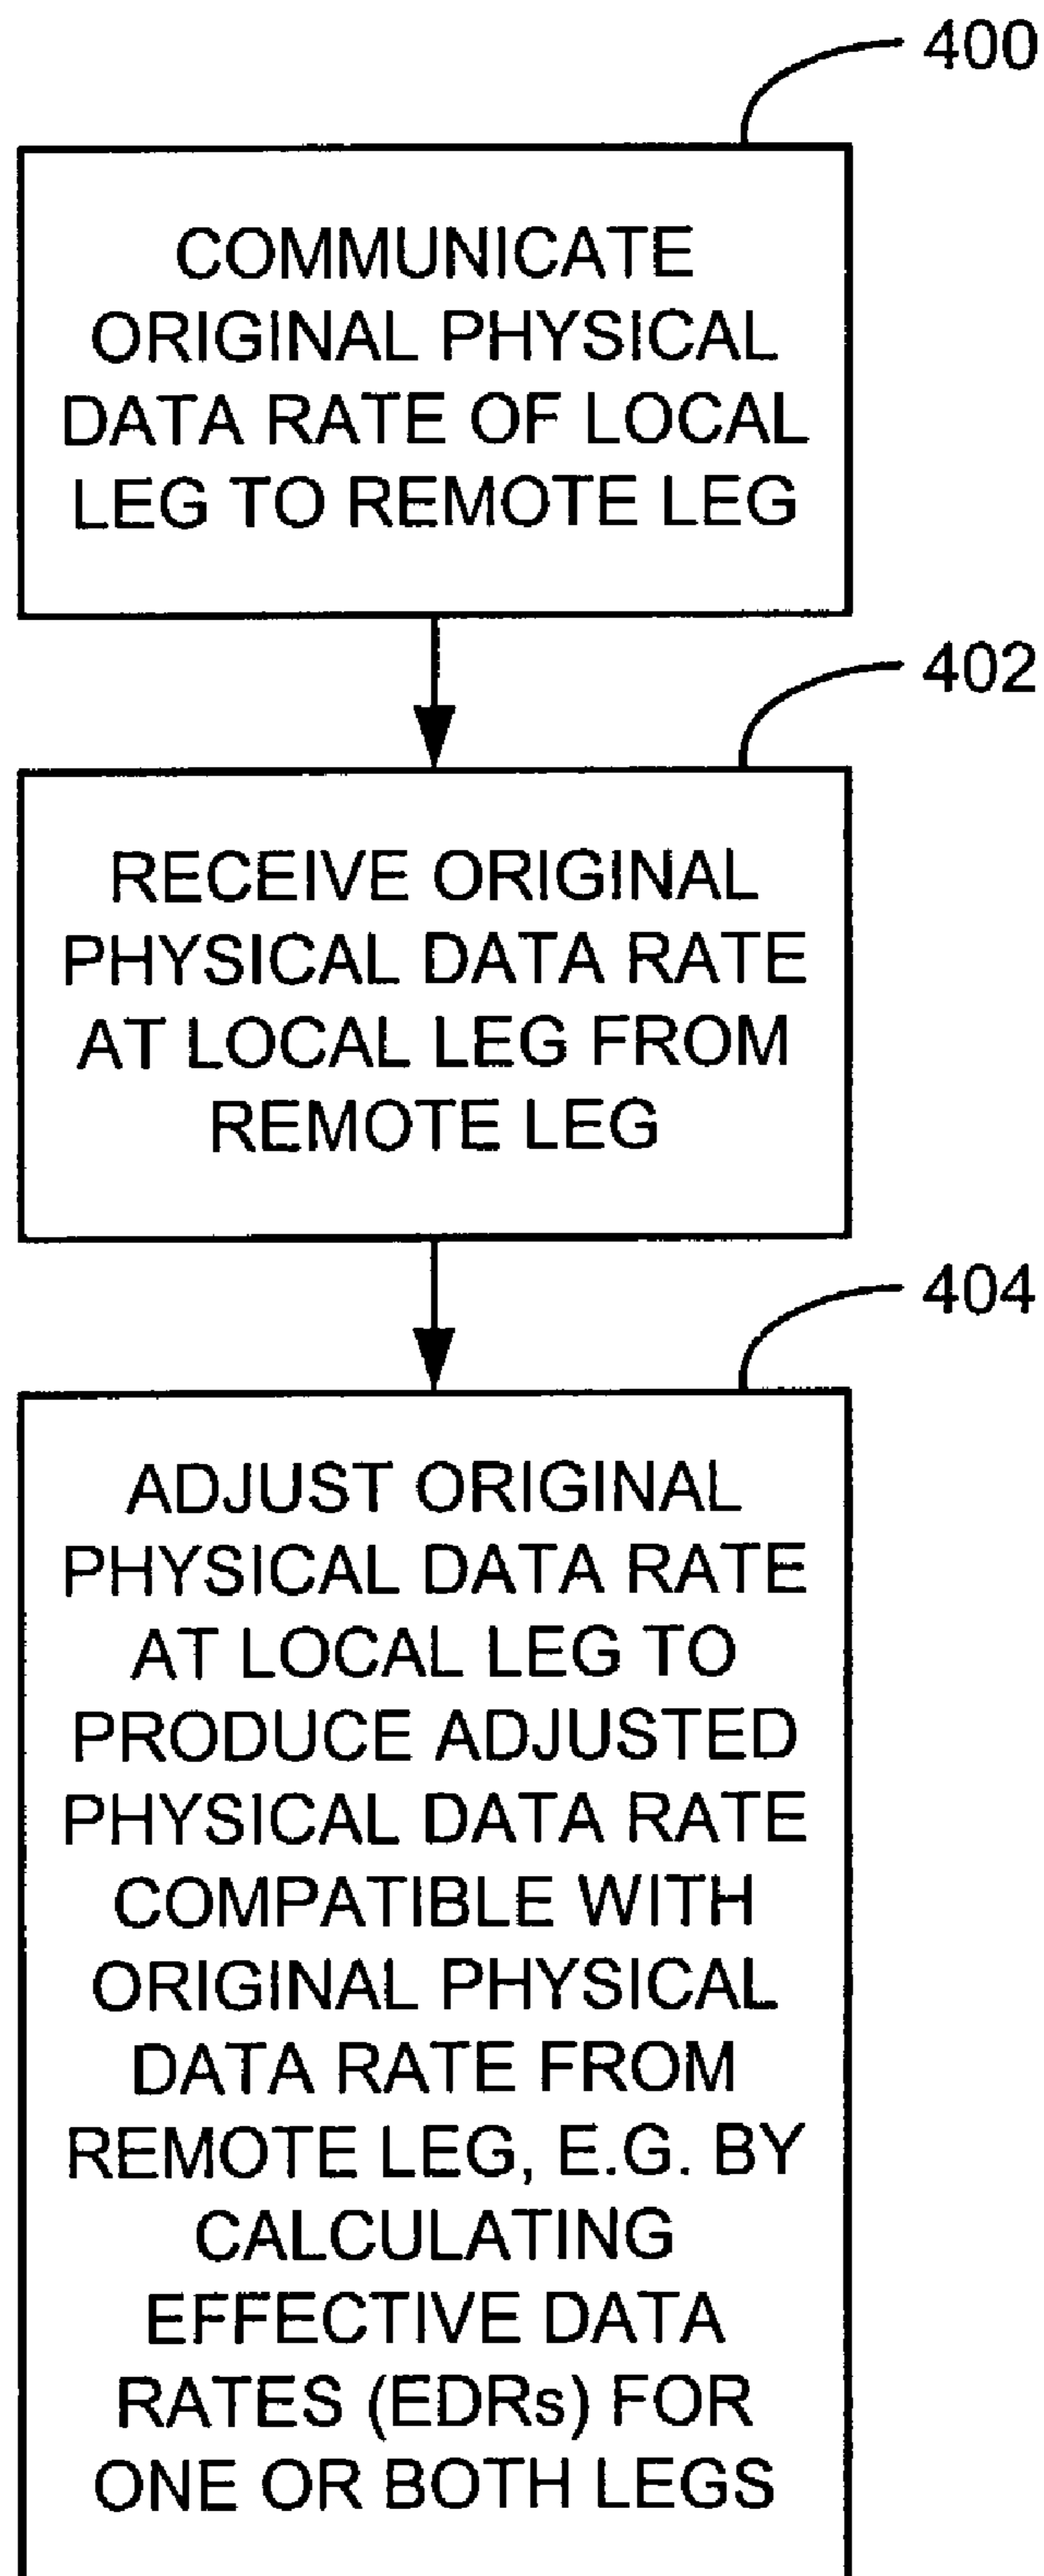 400
COMMUNICATE
ORIGINAL PHYSICAL
DATA RATE OF LOCAL
LEG TO REMOTE LEG
402
RECEIVE ORIGINAL
PHYSICAL DATA RATE
AT LOCAL LEG FROM
REMOTE LEG
404
ADJUST ORIGINAL
PHYSICAL DATA RATE
AT LOCAL LEG TO
PRODUCE ADJUSTED
PHYSICAL DATA RATE
COMPATIBLE WITH
ORIGINAL PHYSICAL
DATA RATE FROM
REMOTE LEG, E.G. BY
CALCULATING
EFFECTIVE DATA
RATES (EDRs) FOR
ONE OR BOTH LEGS